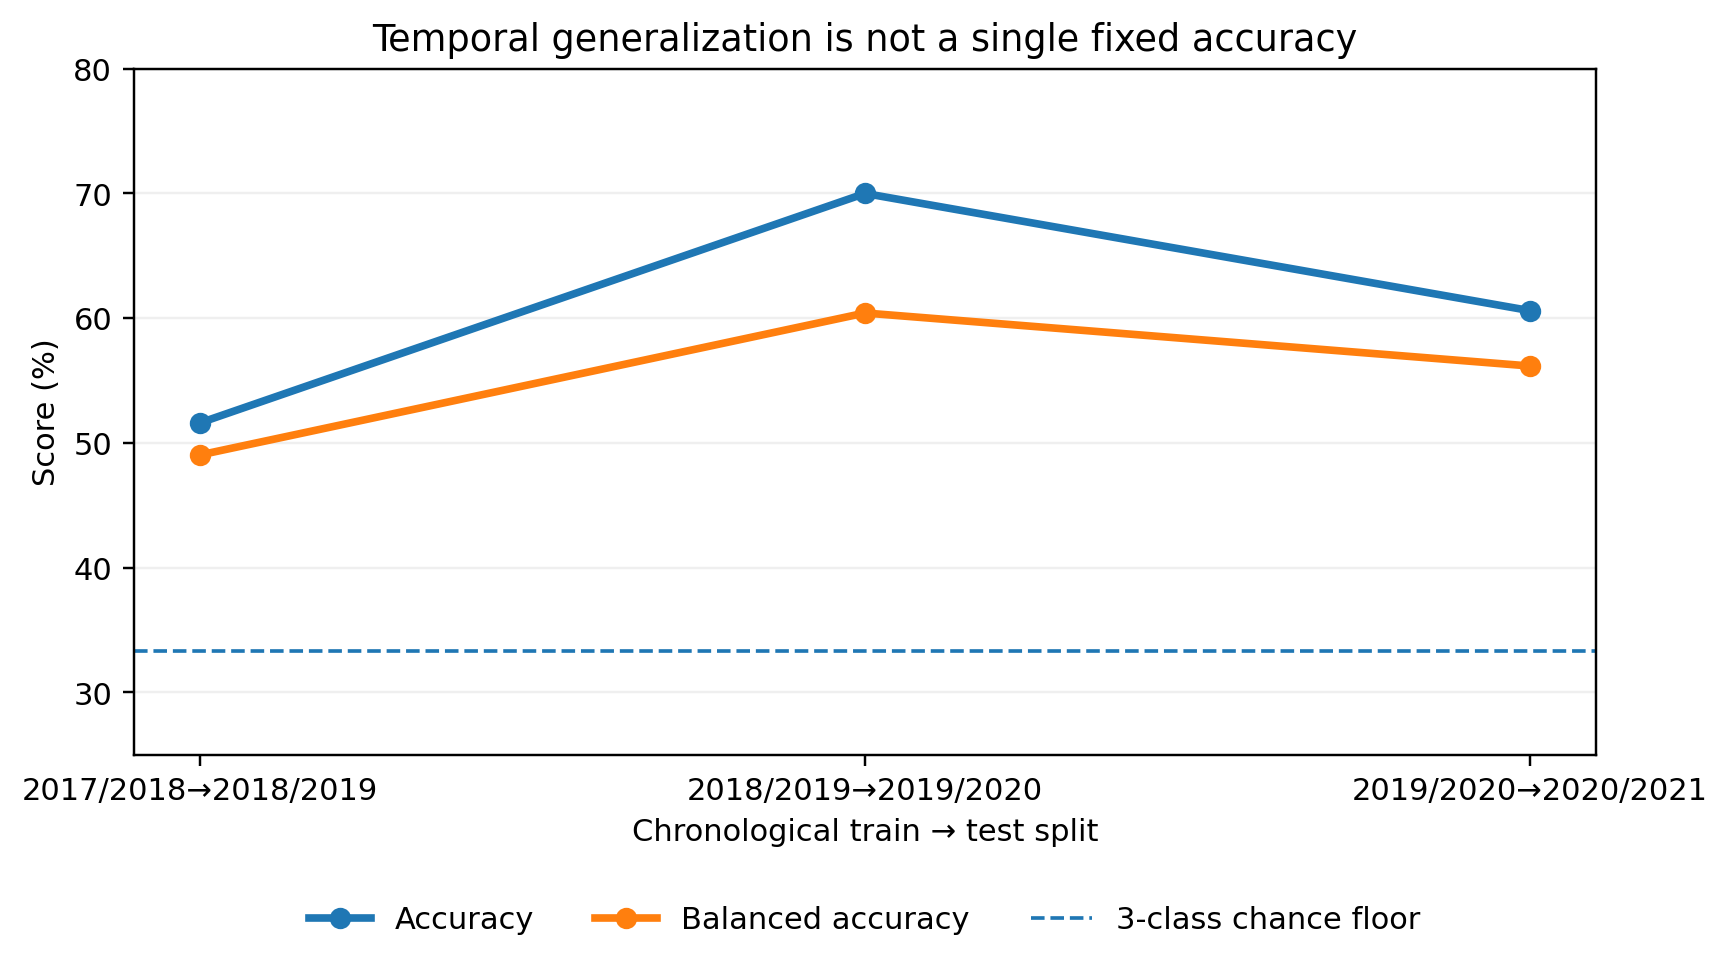 Temporal generalization is not a single fixed accuracy
Score (%)
80
70
60
50
40
30
2017/2018→2018/2019
2018/2019→2019/2020
2019/2020→2020/2021
Chronological train → test split
Accuracy
Balanced accuracy
3-class chance floor